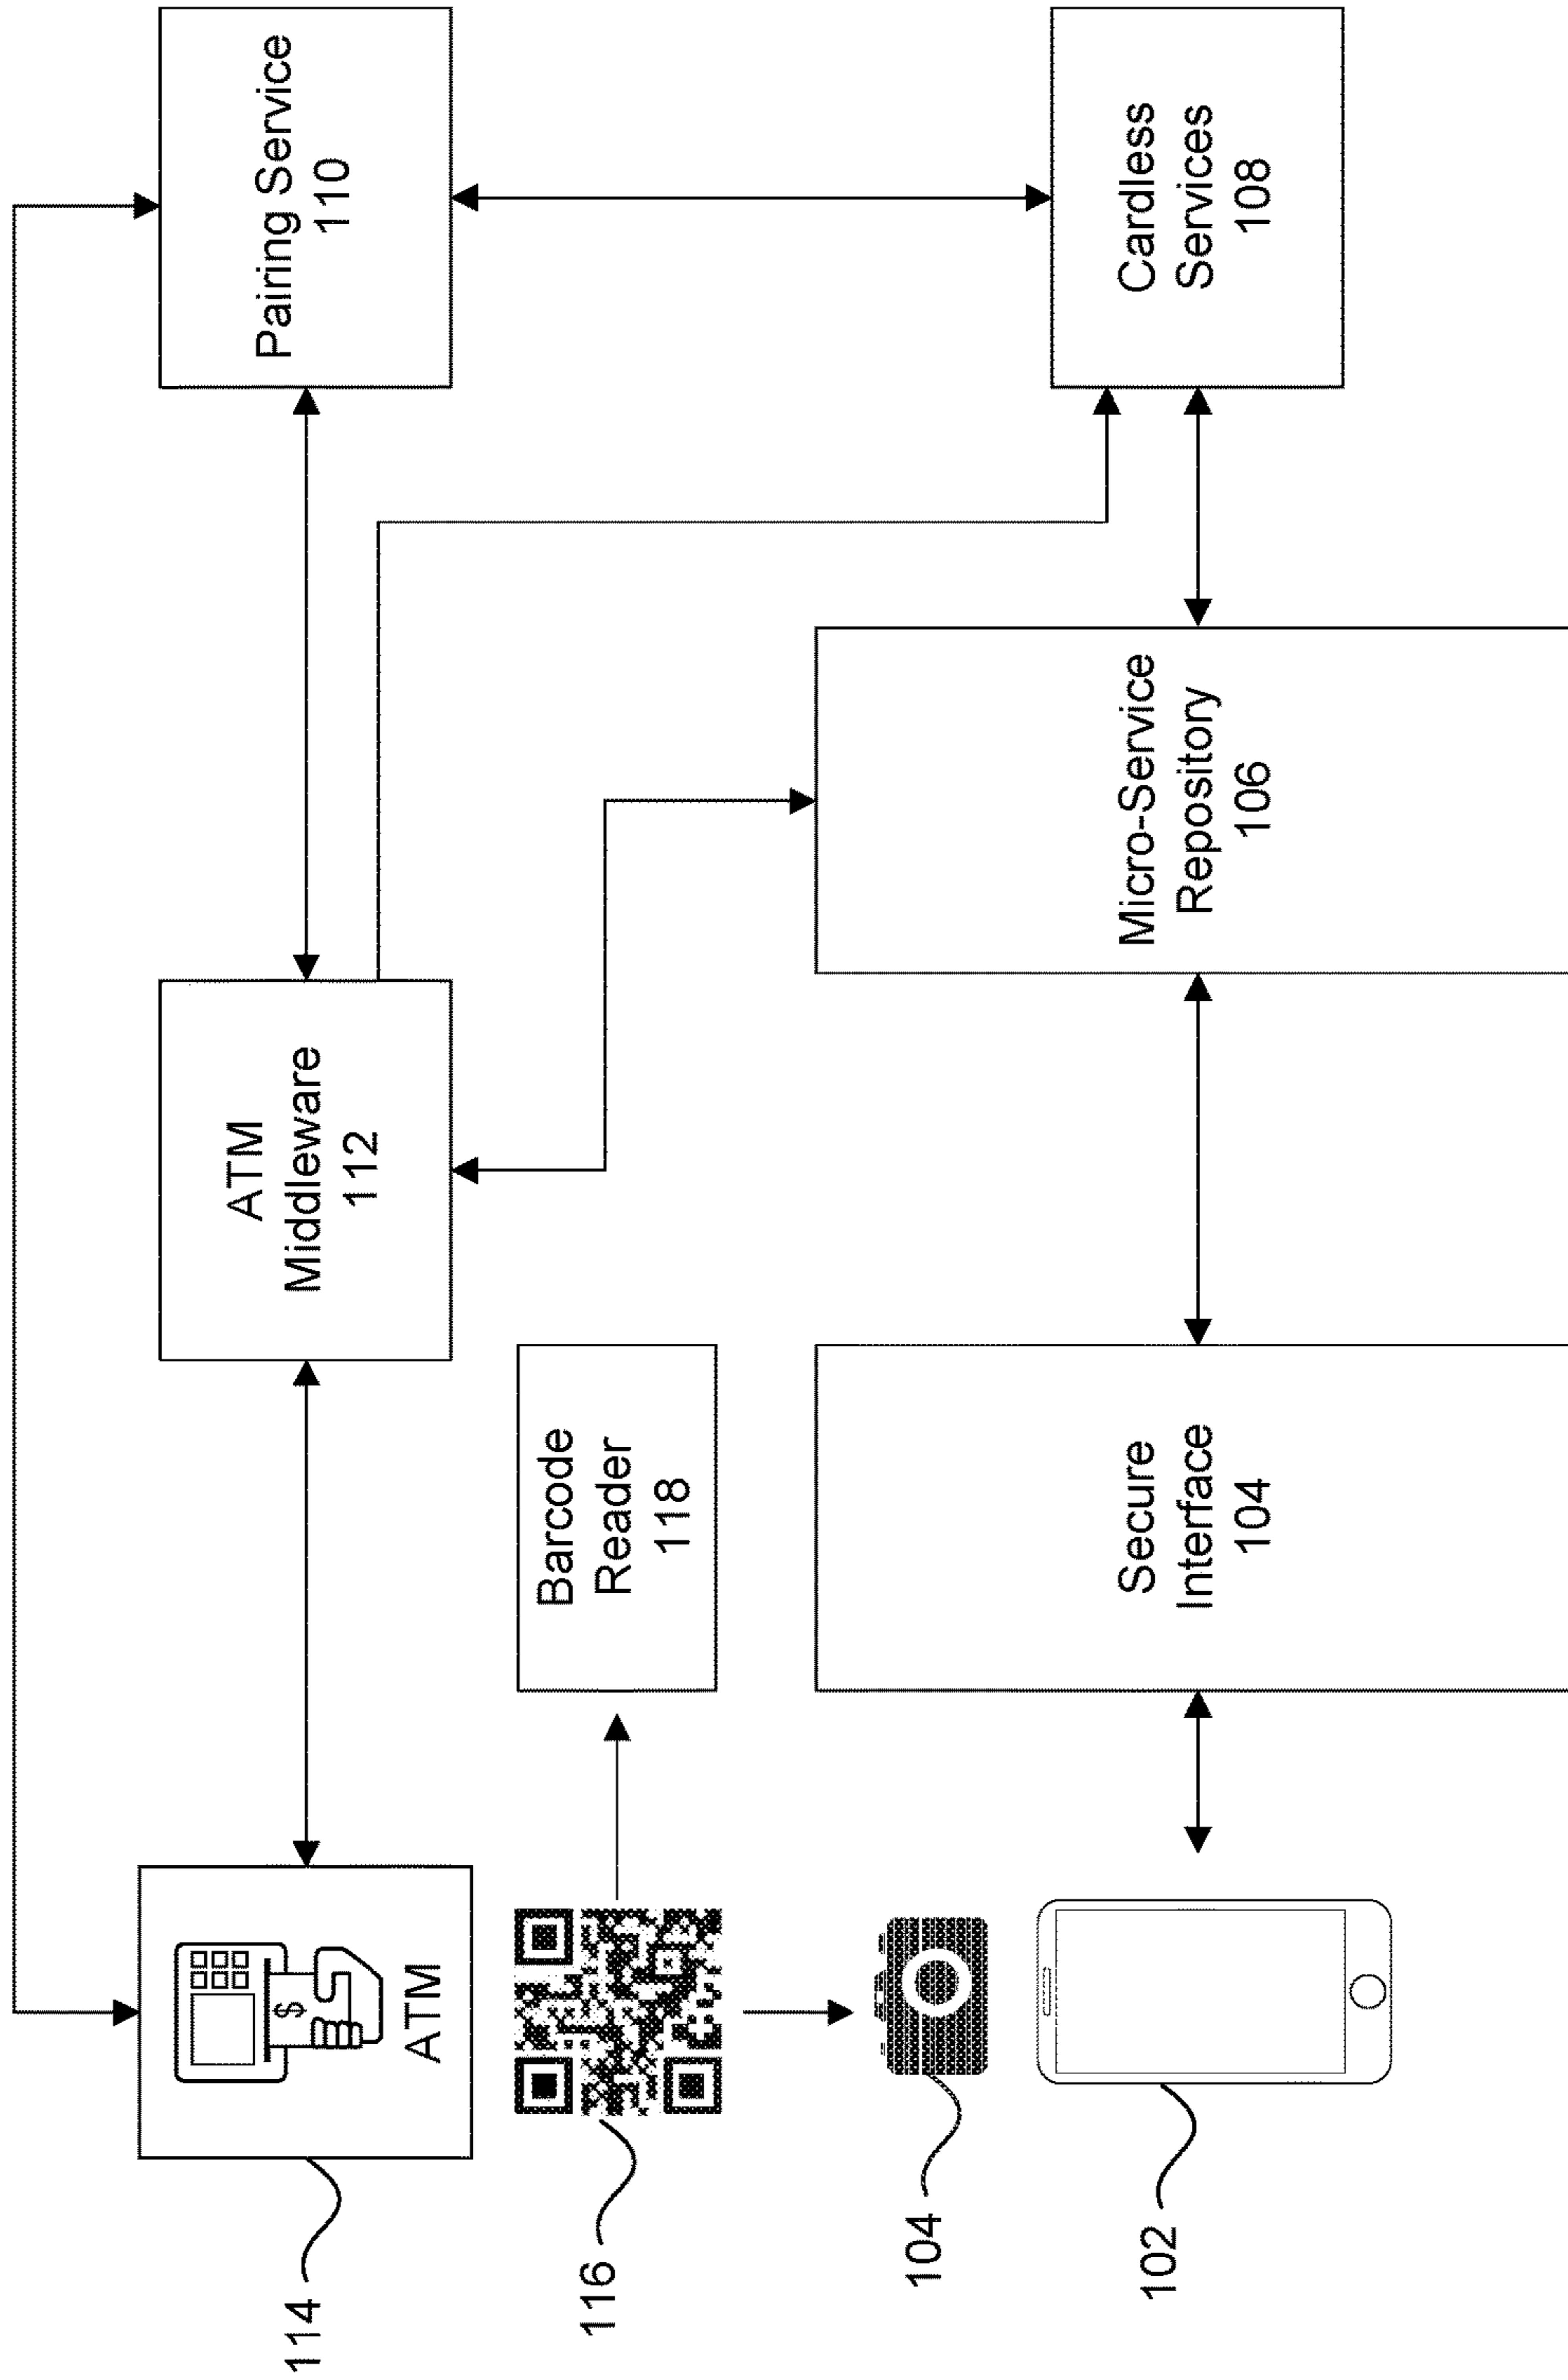 114
$
ATM
ATM
Middleware
112
Pairing Service
110
116
Barcode
Reader
118
104
102
Secure
Interface
104
Micro-Service
Repository
106
Cardless
Services
108